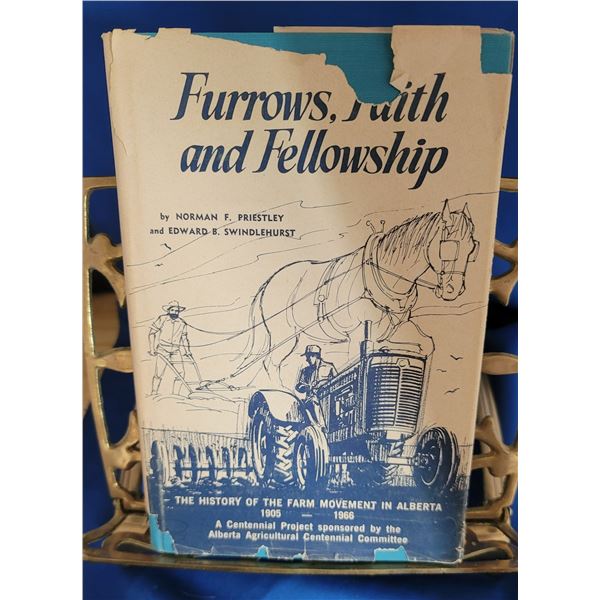 Furrows, Faith
and Fellowship
by NORMAN F. PRIESTLEY
and EDWARD B. SWINDLEHURST
THE HISTORY OF THE FARM MOVEMENT IN ALBERTA
1905 — 1966
A Centennial Project sponsored by the
Alberta Agricultural Centennial Committee